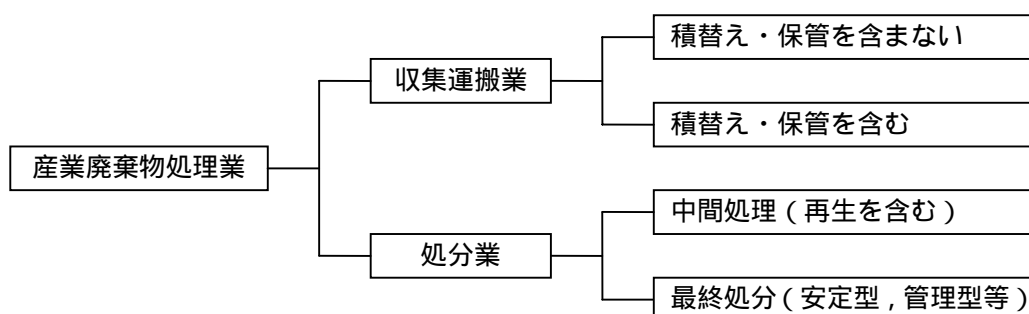 産業廃棄物処理業
収集運搬業
積替え・保管を含まない
積替え・保管を含む
処分業
中間処理(再生を含む)
最終処分(安定型,管理型等)